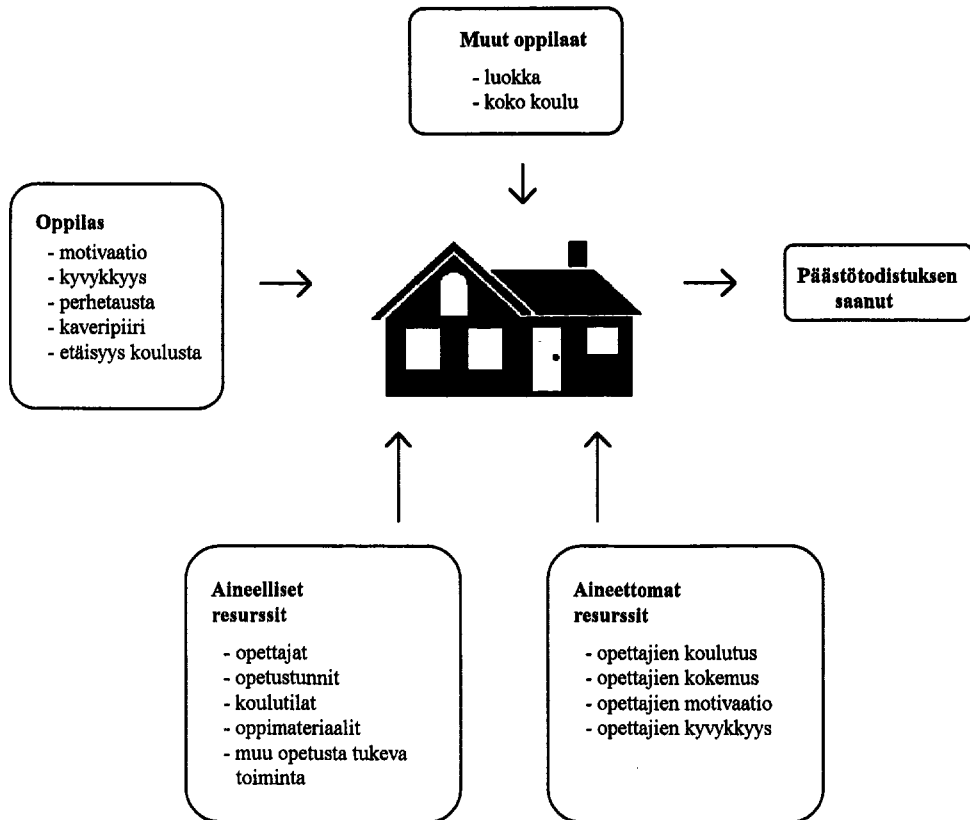 Muut oppilaat
- luokka
- koko koulu
Oppilas
- motivaatio
- kyvykkyys
- perhetausta
- kaveripiiri
- etäisyys koulusta
Päästötodistuksen
saanut
Aineelliset
resurssit
- opettajat
- opetustunnit
- koulutilat
- oppimateriaalit
- muu opetusta tukeva
toiminta
Aineettomat
resurssit
- opettajien koulutus
- opettajien kokemus
- opettajien motivaatio
- opettajien kyvykkyys